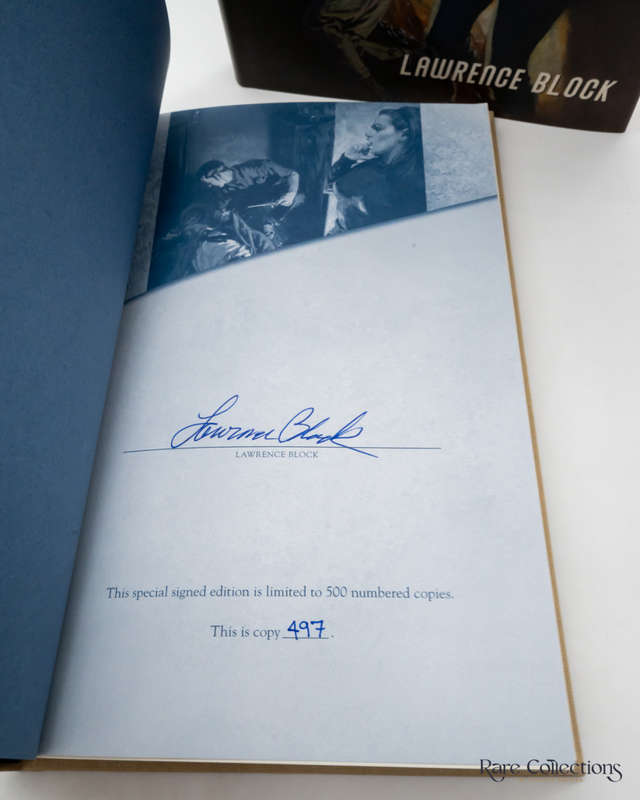 LAWRENCE BLOCK
Lawrence Block
LAWRENCE BLOCK
This special signed edition is limited to 500 numbered copies.
This is copy 497.
Rare Collections